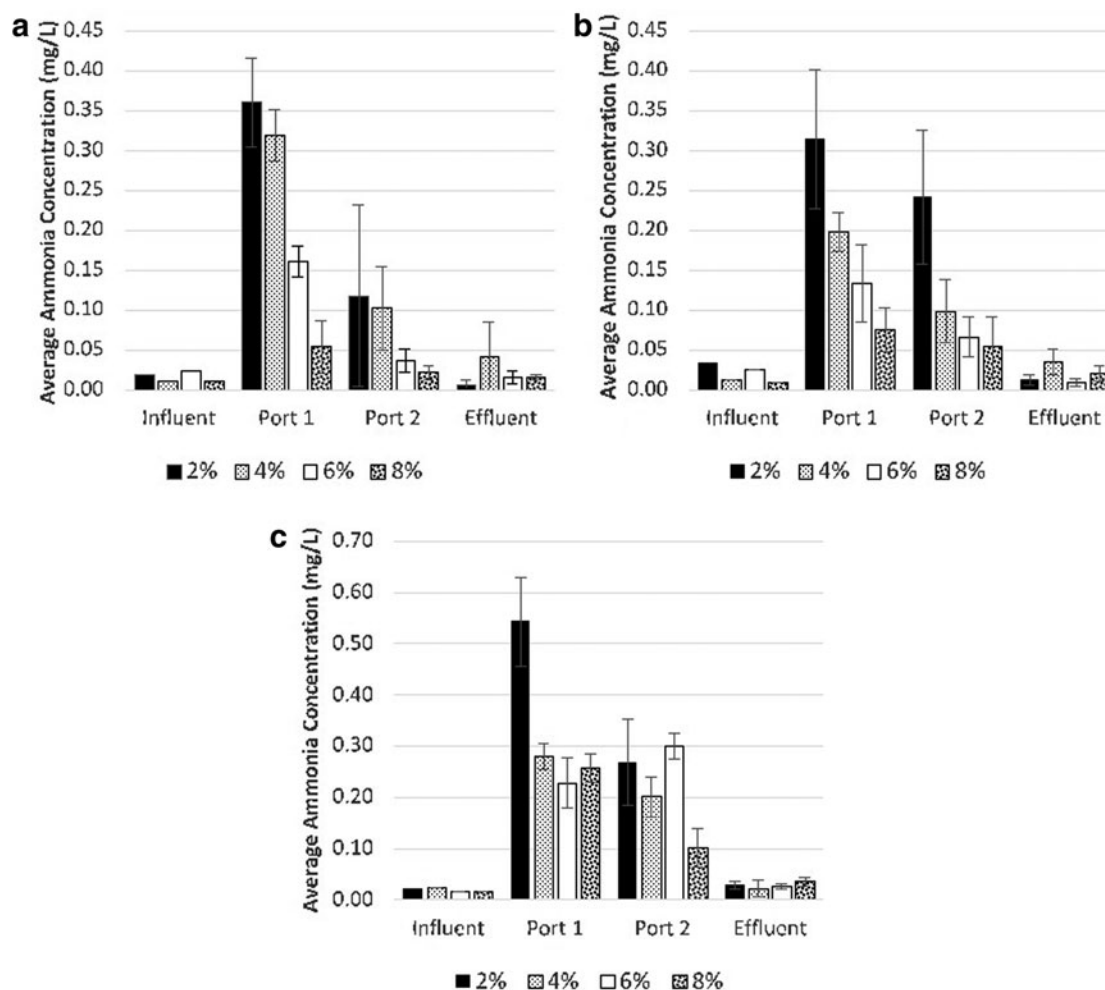 a
Average Ammonia Concentration (mg/L)
0.45
0.40
0.35
0.30
0.25
0.20
0.15
0.10
0.05
0.00
Influent Port 1 Port 2 Effluent
2% 4% 6% 8%
b
Average Ammonia Concentration (mg/L)
0.45
0.40
0.35
0.30
0.25
0.20
0.15
0.10
0.05
0.00
Influent Port 1 Port 2 Effluent
2% 4% 6% 8%
c
Average Ammonia Concentration (mg/L)
0.70
0.60
0.50
0.40
0.30
0.20
0.10
0.00
Influent Port 1 Port 2 Effluent
2% 4% 6% 8%